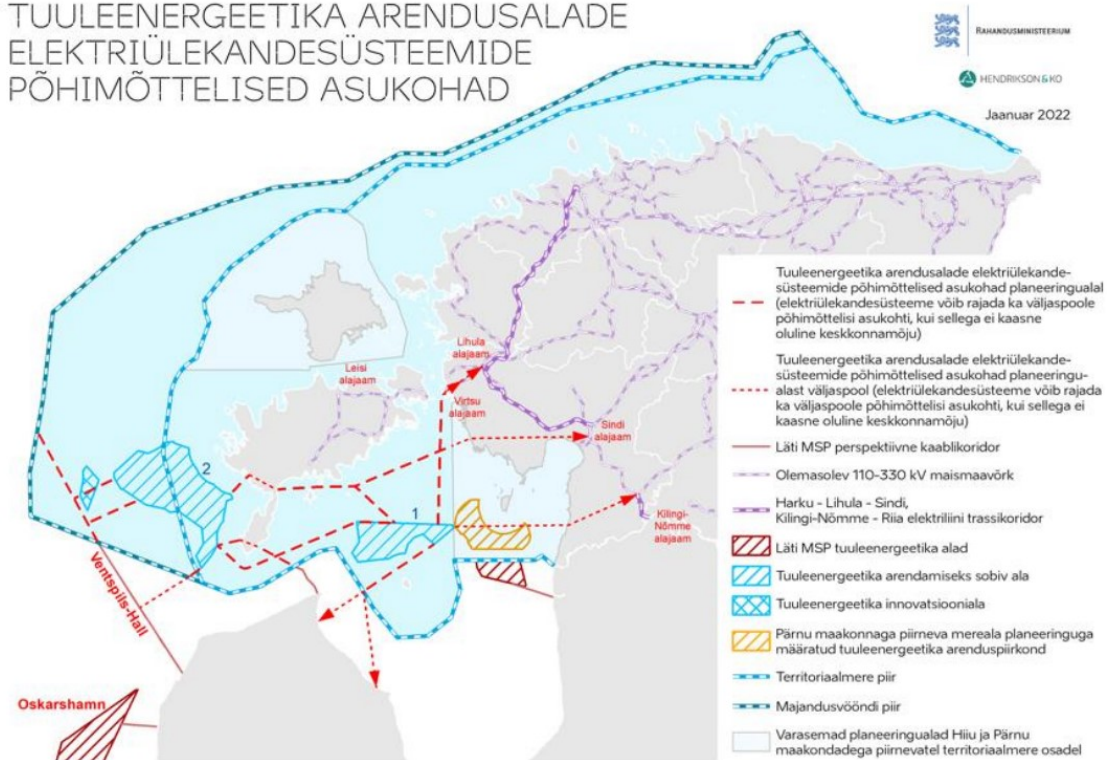 TUULEENERGEETIKA ARENDUSALADE
ELEKTRIÜLEKANDESÜSTEEMIDE
PÕHIMÕTTELISED ASUKOHAD
RAHANDUSMINISTEERIUM
HENDRIKSON & KO
Jaanuar 2022
Lihula
alajaam
Leisi
alajaam
Virtsu
alajaam
Sindi
alajaam
2
1
Kilingi-
Nõmme
alajaam
Ventspils-Hall
Oskarshamn
Tuuleenergeetika arendusalade elektriülekande-
süsteemide põhimõttelised asukohad planeeringualal
(elektriülekandesüsteeme võib rajada ka väljaspoole
põhimõttelisi asukohti, kui sellega ei kaasne
oluline keskkonnamõju)
Tuuleenergeetika arendusalade elektriülekande-
süsteemide põhimõttelised asukohad planeeringu-
alast väljaspool (elektriülekandesüsteeme võib rajada
ka väljaspoole põhimõttelisi asukohti, kui sellega ei
kaasne oluline keskkonnamõju)
Läti MSP perspektiivne kaablikoridor
Olemasolev 110-330 kV maismaavõrk
Harku - Lihula - Sindi,
Kilingi-Nõmme - Riia elektriliini trassikoridor
Läti MSP tuuleenergeetika alad
Tuuleenergeetika arendamiseks sobiv ala
Tuuleenergeetika innovatsiooniala
Pärnu maakonnaga piirneva mereala planeeringuga
määratud tuuleenergeetika arenduspiirkond
Territoriaalmere piir
Majandusvööndi piir
Varasemad planeeringualad Hiiu ja Pärnu
maakondadega piirnevatel territoriaalmere osadel